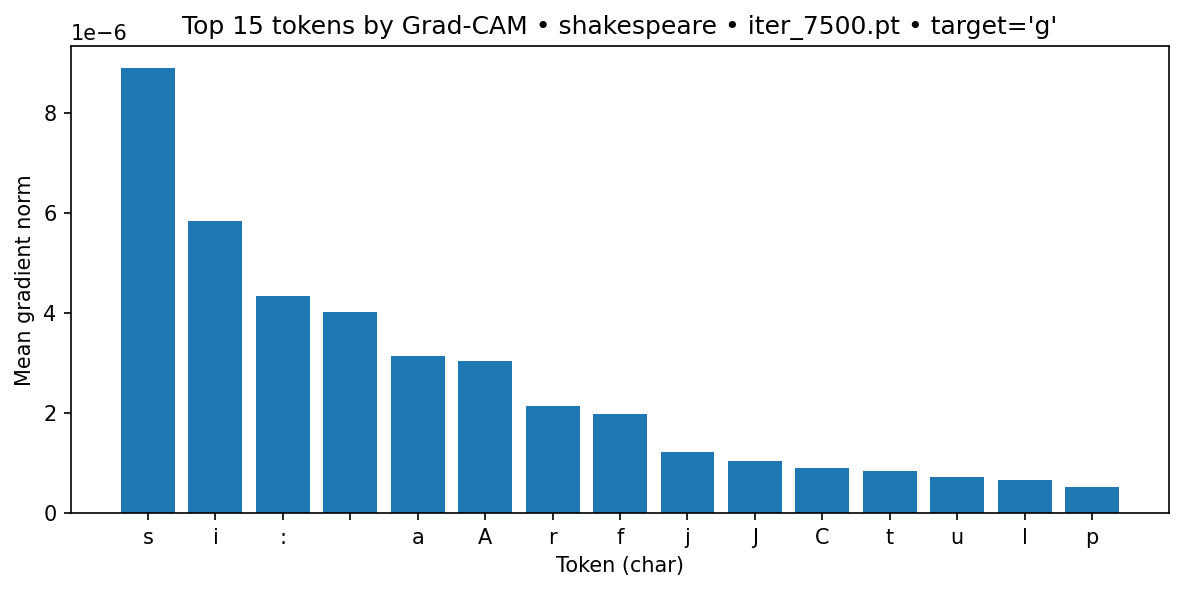 Top 15 tokens by Grad-CAM • shakespeare • iter_7500.pt • target='g'
1e−6
8
6
4
2
0
Mean gradient norm
s i : a A r f j J C t u l p
Token (char)